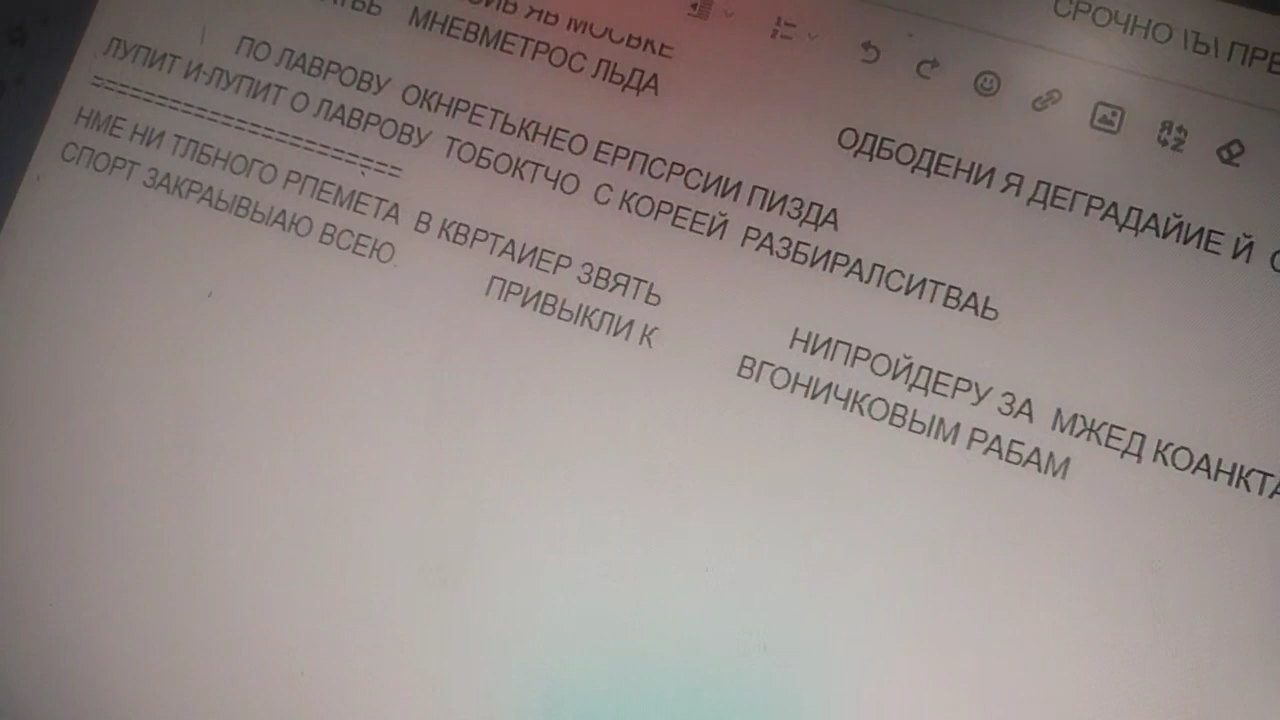 СРОЧНО
МНЕВМЕТРОС ЛЬДА
ОДБОДЕНИ Я ДЕГРАДАЙИЕ Й
ПО ЛАВРОВУ ОКНРЕТЬКНЕО ЕРПСРСИИ ПИЗДА
ЛУПИТ И-ЛУПИТ О ЛАВРОВУ ТОБОКТЧО С КОРЕЕЙ РАЗБИРАЛСИТВАЬ
=======================
НМЕ НИ ТЛБНОГО РПЕМЕТА В КВРТАИЕР ЗВЯТЬ НИПРОЙДЕРУ ЗА МЖЕД
СПОРТ ЗАКРАЫВЫАЮ ВСЕЮ. ПРИВЫКЛИ К ВГОНИЧКОВЫМ РАБАМ